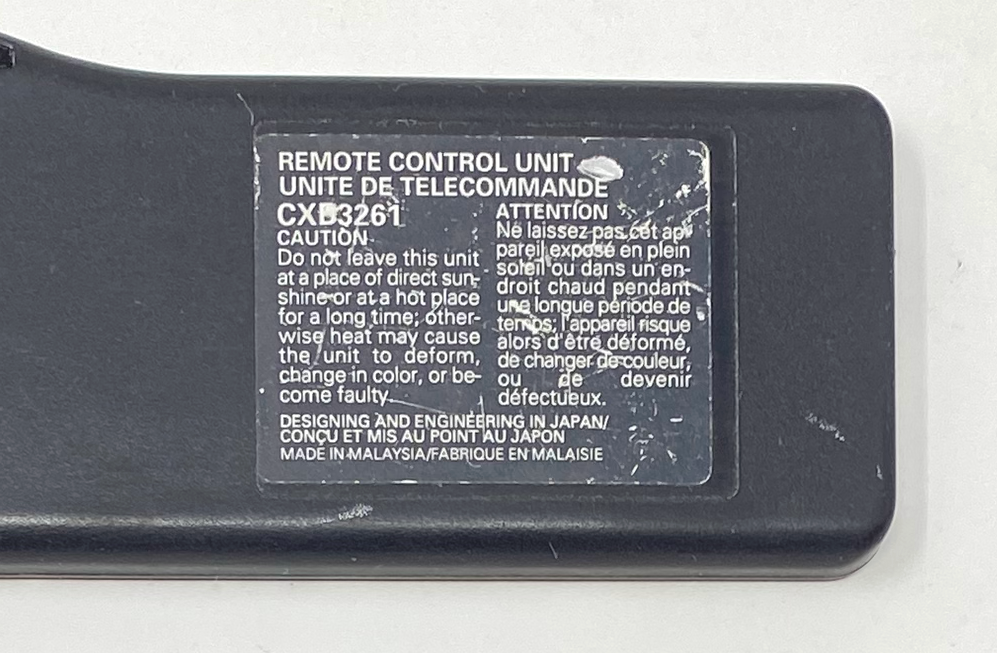 REMOTE CONTROL UNIT
UNITE DE TELECOMMANDE
CXB3261
CAUTION
Do not leave this unit
at a place of direct sun-
shine or at a hot place
for a long time; other-
wise heat may cause
the unit to deform,
change in color, or be-
come faulty.
ATTENTION
Ne laissez pas cet ap-
pareil exposé en plein
soleil ou dans un en-
droit chaud pendant
une longue période de
temps; l'appareil risque
alors d'être déformé,
de changer de couleur,
ou de devenir
défectueux.
DESIGNING AND ENGINEERING IN JAPAN/
CONÇU ET MIS AU POINT AU JAPON
MADE IN MALAYSIA/FABRIQUE EN MALAISIE